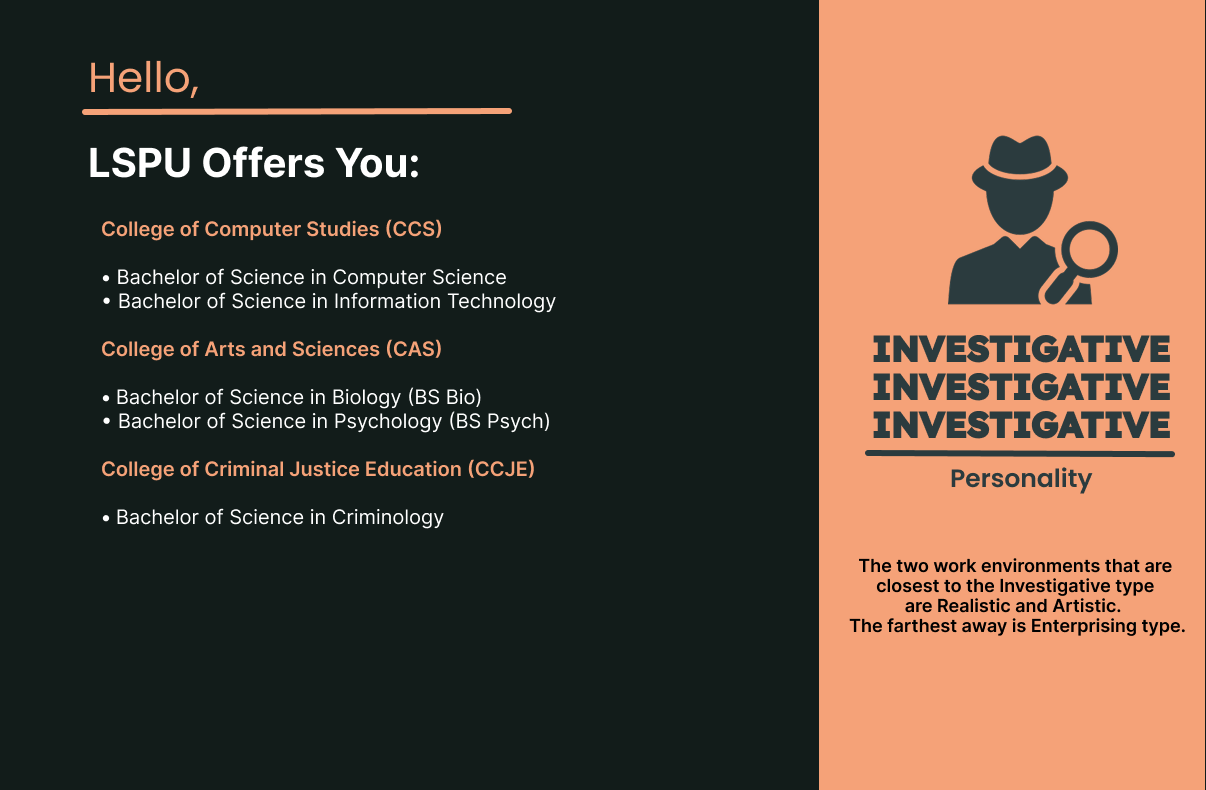 Hello,
LSPU Offers You:
College of Computer Studies (CCS)
• Bachelor of Science in Computer Science
• Bachelor of Science in Information Technology
College of Arts and Sciences (CAS)
• Bachelor of Science in Biology (BS Bio)
• Bachelor of Science in Psychology (BS Psych)
College of Criminal Justice Education (CCJE)
• Bachelor of Science in Criminology
INVESTIGATIVE
INVESTIGATIVE
INVESTIGATIVE
Personality
The two work environments that are
closest to the Investigative type
are Realistic and Artistic.
The farthest away is Enterprising type.